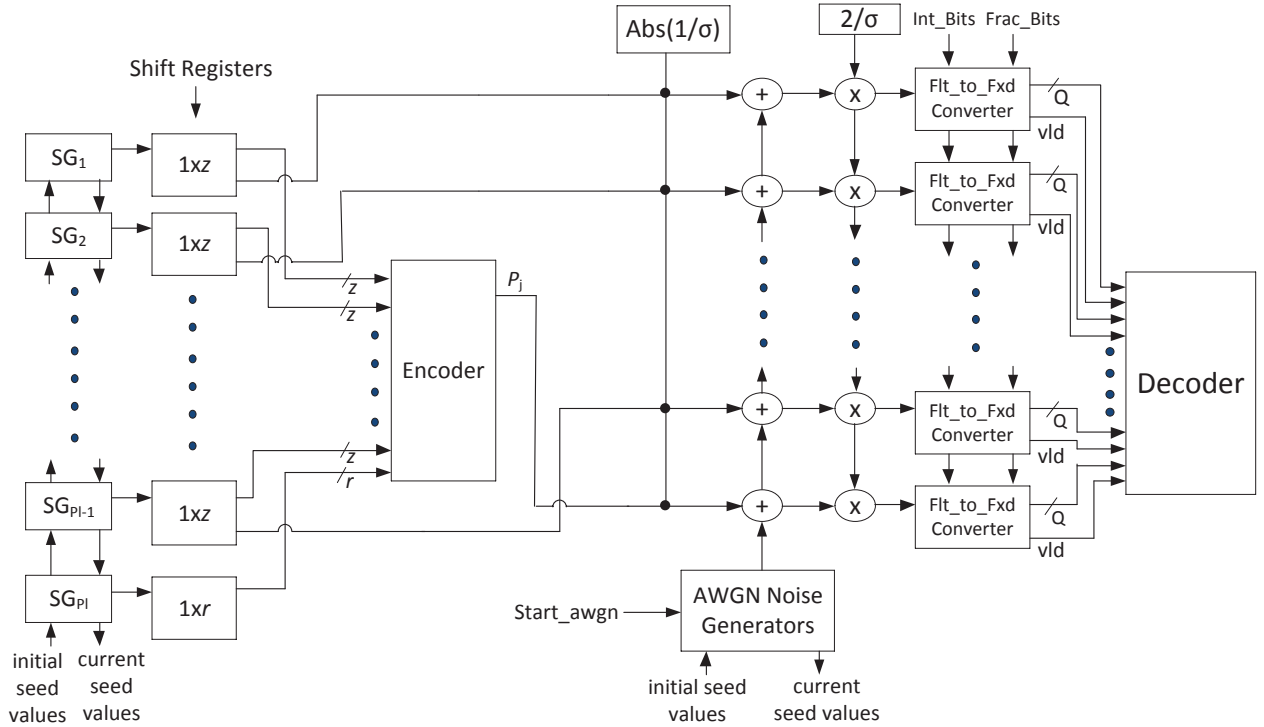 Abs(1/σ)
2/σ
Int_Bits Frac_Bits
Shift Registers
SG1
1xz
+
x
Flt_to_Fxd
Converter
Q
vld
SG2
1xz
+
x
Flt_to_Fxd
Converter
Q
vld
z
z
Pj
Encoder
Decoder
z
r
+
x
Flt_to_Fxd
Converter
Q
vld
SGPl-1
1xz
+
x
Flt_to_Fxd
Converter
Q
vld
SGPl
1xr
Start_awgn
AWGN Noise
Generators
initial
seed
values
current
seed
values
initial seed
values
current
seed values